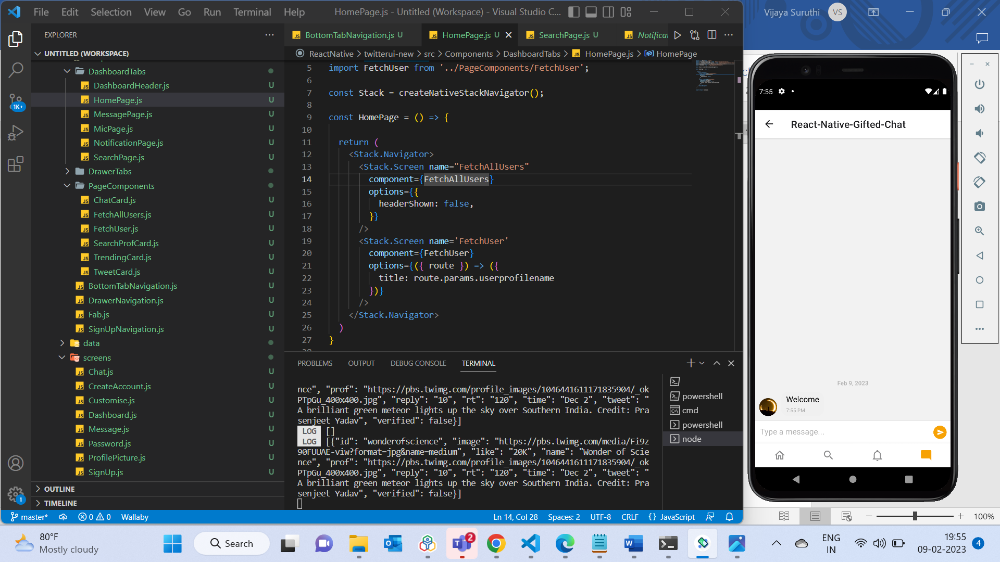 File Edit Selection View Go Run Terminal Help
HomePage.js - Untitled (Workspace) - Visual Studio C...
Vijaya Suruthi VS
EXPLORER
UNTITLED (WORKSPACE)
DashboardTabs
DashboardHeader.js U
HomePage.js U
MessagePage.js U
MicPage.js U
NotificationPage.js U
SearchPage.js U
DrawerTabs
PageComponents
ChatCard.js U
FetchAllUsers.js U
FetchUser.js U
SearchProfCard.js U
TrendingCard.js U
TweetCard.js U
BottomTabNavigation.js U
DrawerNavigation.js U
Fab.js U
SignUpNavigation.js U
data
screens
Chat.js U
CreateAccount.js U
Customise.js U
Dashboard.js U
Message.js U
Password.js U
ProfilePicture.js U
SignUp.js U
OUTLINE
TIMELINE
1K+
1
BottomTabNavigation.js U HomePage.js U SearchPage.js U Notificat
ReactNative > twitterui-new > src > Components > DashboardTabs > HomePage.js > HomePage
5 import FetchUser from '../PageComponents/FetchUser';
6
7 const Stack = createNativeStackNavigator();
8
9 const HomePage = () => {
10
11 return (
12 <Stack.Navigator>
13 <Stack.Screen name="FetchAllUsers"
14 component={FetchAllUsers}
15 options={{
16 headerShown: false,
17 }}
18 />
19 <Stack.Screen name='FetchUser'
20 component={FetchUser}
21 options={({ route }) => ({
22 title: route.params.userprofilename
23 })}
24 />
25 </Stack.Navigator>
26 )
27 }
PROBLEMS OUTPUT DEBUG CONSOLE TERMINAL
nce", "prof": "https://pbs.twimg.com/profile_images/1046441611171835904/_ok
PTpGu_400x400.jpg", "reply": "10", "rt": "120", "time": "Dec 2", "tweet": "
A brilliant green meteor lights up the sky over Southern India. Credit: Pra
senjeet Yadav", "verified": false}]
LOG []
LOG [{"id": "wonderofscience", "image": "https://pbs.twimg.com/media/Fi9z
90FUUAE-viw?format=jpg&name=medium", "like": "20K", "name": "Wonder of Scie
nce", "prof": "https://pbs.twimg.com/profile_images/1046441611171835904/_ok
PTpGu_400x400.jpg", "reply": "10", "rt": "120", "time": "Dec 2", "tweet": "
A brilliant green meteor lights up the sky over Southern India. Credit: Pra
senjeet Yadav", "verified": false}]
powershell
cmd
powershell
node
master* 0 0 Wallaby
Ln 14, Col 28 Spaces: 2 UTF-8 CRLF {} JavaScript
7:55
React-Native-Gifted-Chat
Feb 9, 2023
Welcome
7:55 PM
Type a message...
100%
80°F
Mostly cloudy
Search
2
ENG
IN
19:55
09-02-2023
4